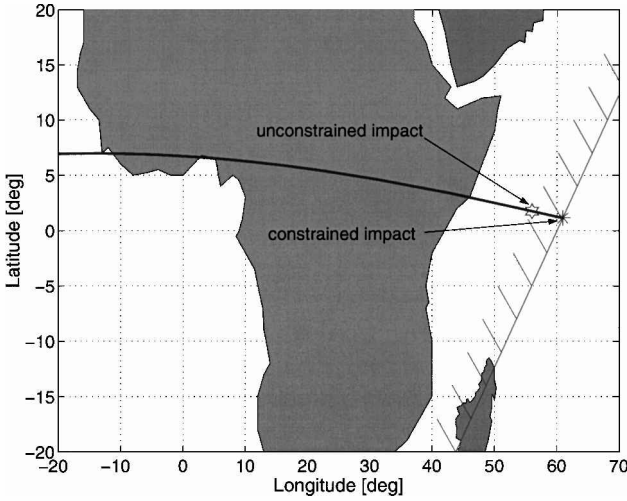 20
15
10
5
0
−5
−10
−15
−20
Latitude [deg]
unconstrained impact
constrained impact
−20 −10 0 10 20 30 40 50 60 70
Longitude [deg]